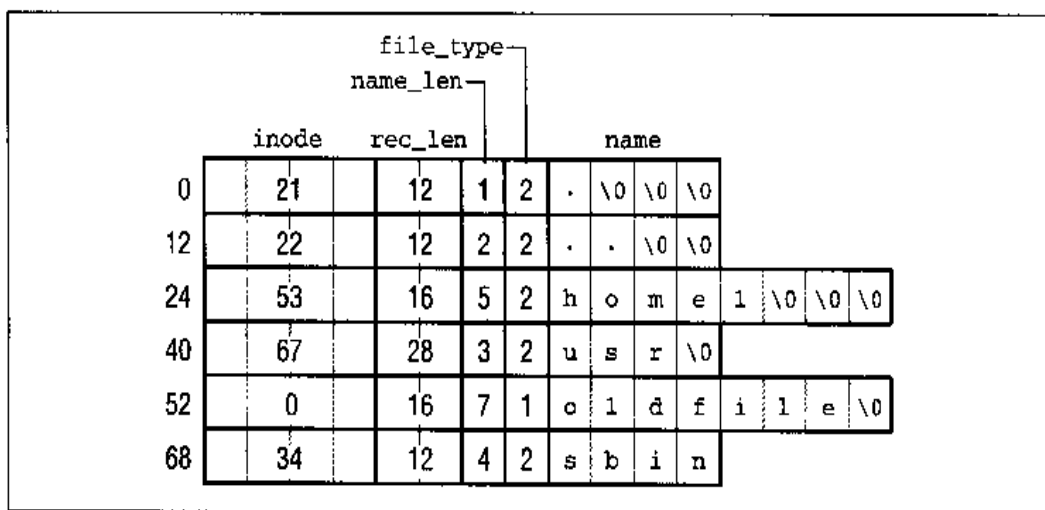 file_type
name_len
inode rec_len name
0 21 12 1 2 . \0 \0 \0
12 22 12 2 2 . . \0 \0
24 53 16 5 2 h o m e 1 \0 \0 \0
40 67 28 3 2 u s r \0
52 0 16 7 1 o l d f i l e \0
68 34 12 4 2 s b i n